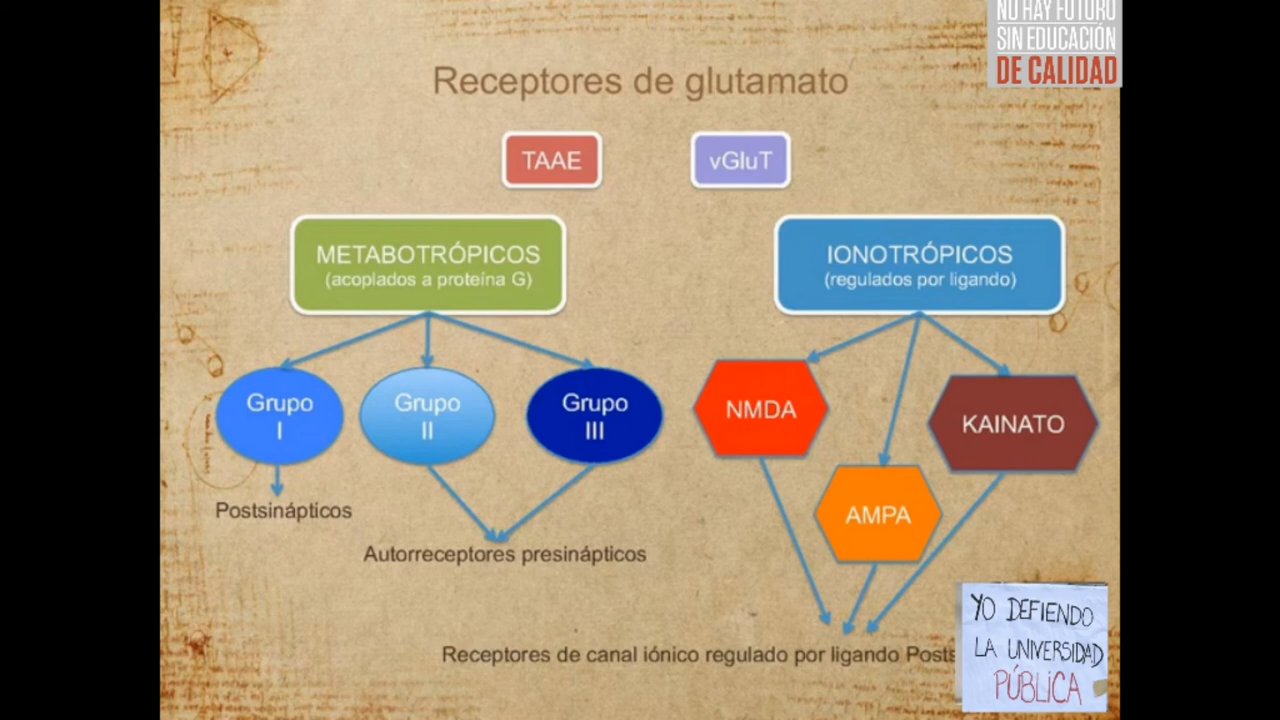 NO HAY FUTURO
SIN EDUCACIÓN
DE CALIDAD
Receptores de glutamato
TAAE
vGluT
METABOTRÓPICOS
(acoplados a proteína G)
IONOTRÓPICOS
(regulados por ligando)
Grupo
I
Grupo
II
Grupo
III
NMDA
KAINATO
AMPA
Postsinápticos
Autorreceptores presinápticos
Receptores de canal iónico regulado por ligando Posts
YO DEFIENDO
LA UNIVERSIDAD
PÚBLICA